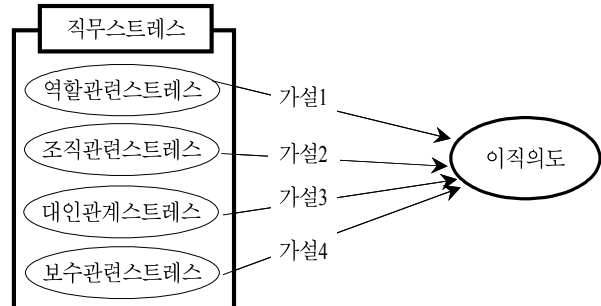 직무스트레스
역할관련스트레스
가설1
조직관련스트레스
가설2
이직의도
대인관계스트레스
가설3
보수관련스트레스
가설4